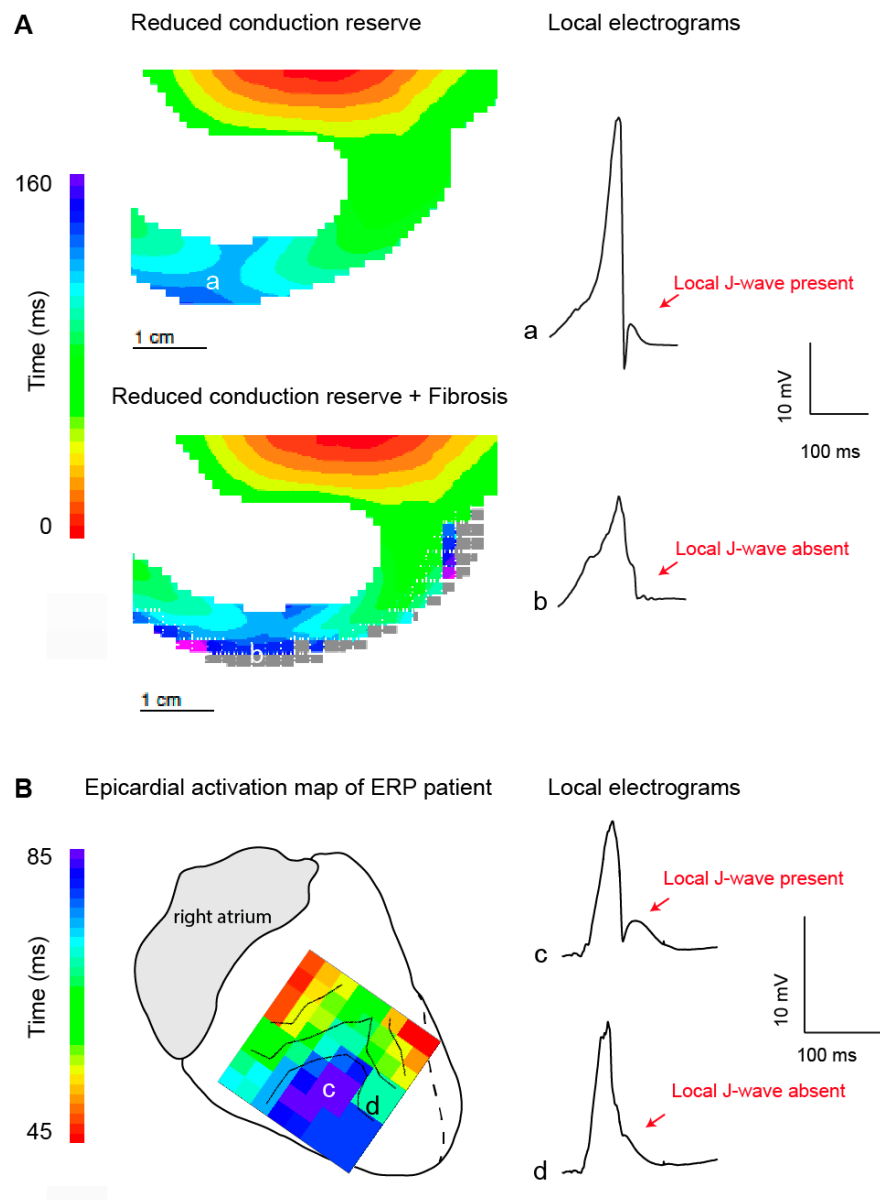 A
Reduced conduction reserve
Local electrograms
160
Time (ms)
0
a
1 cm
a
Local J-wave present
10 mV
100 ms
Reduced conduction reserve + Fibrosis
b
1 cm
b
Local J-wave absent
B
Epicardial activation map of ERP patient
Local electrograms
85
Time (ms)
45
right atrium
c
d
c
Local J-wave present
10 mV
100 ms
d
Local J-wave absent